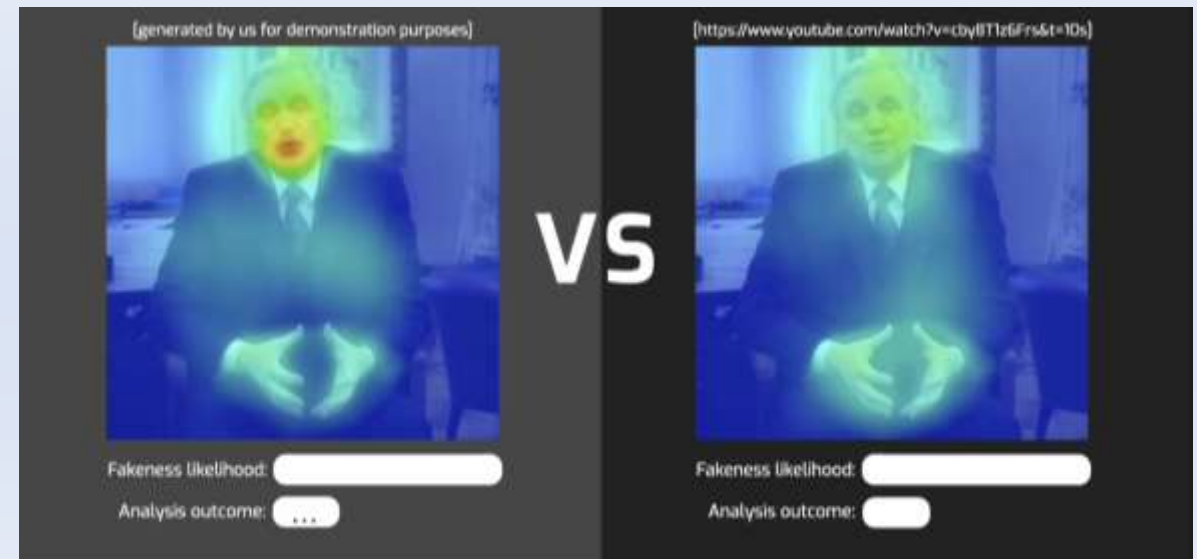 [generated by us for demonstration purposes]
Fakeness likelihood:
Analysis outcome: ...
VS
[https://www.youtube.com/watch?v=cby8T1z6Frs&t=10s]
Fakeness likelihood:
Analysis outcome: